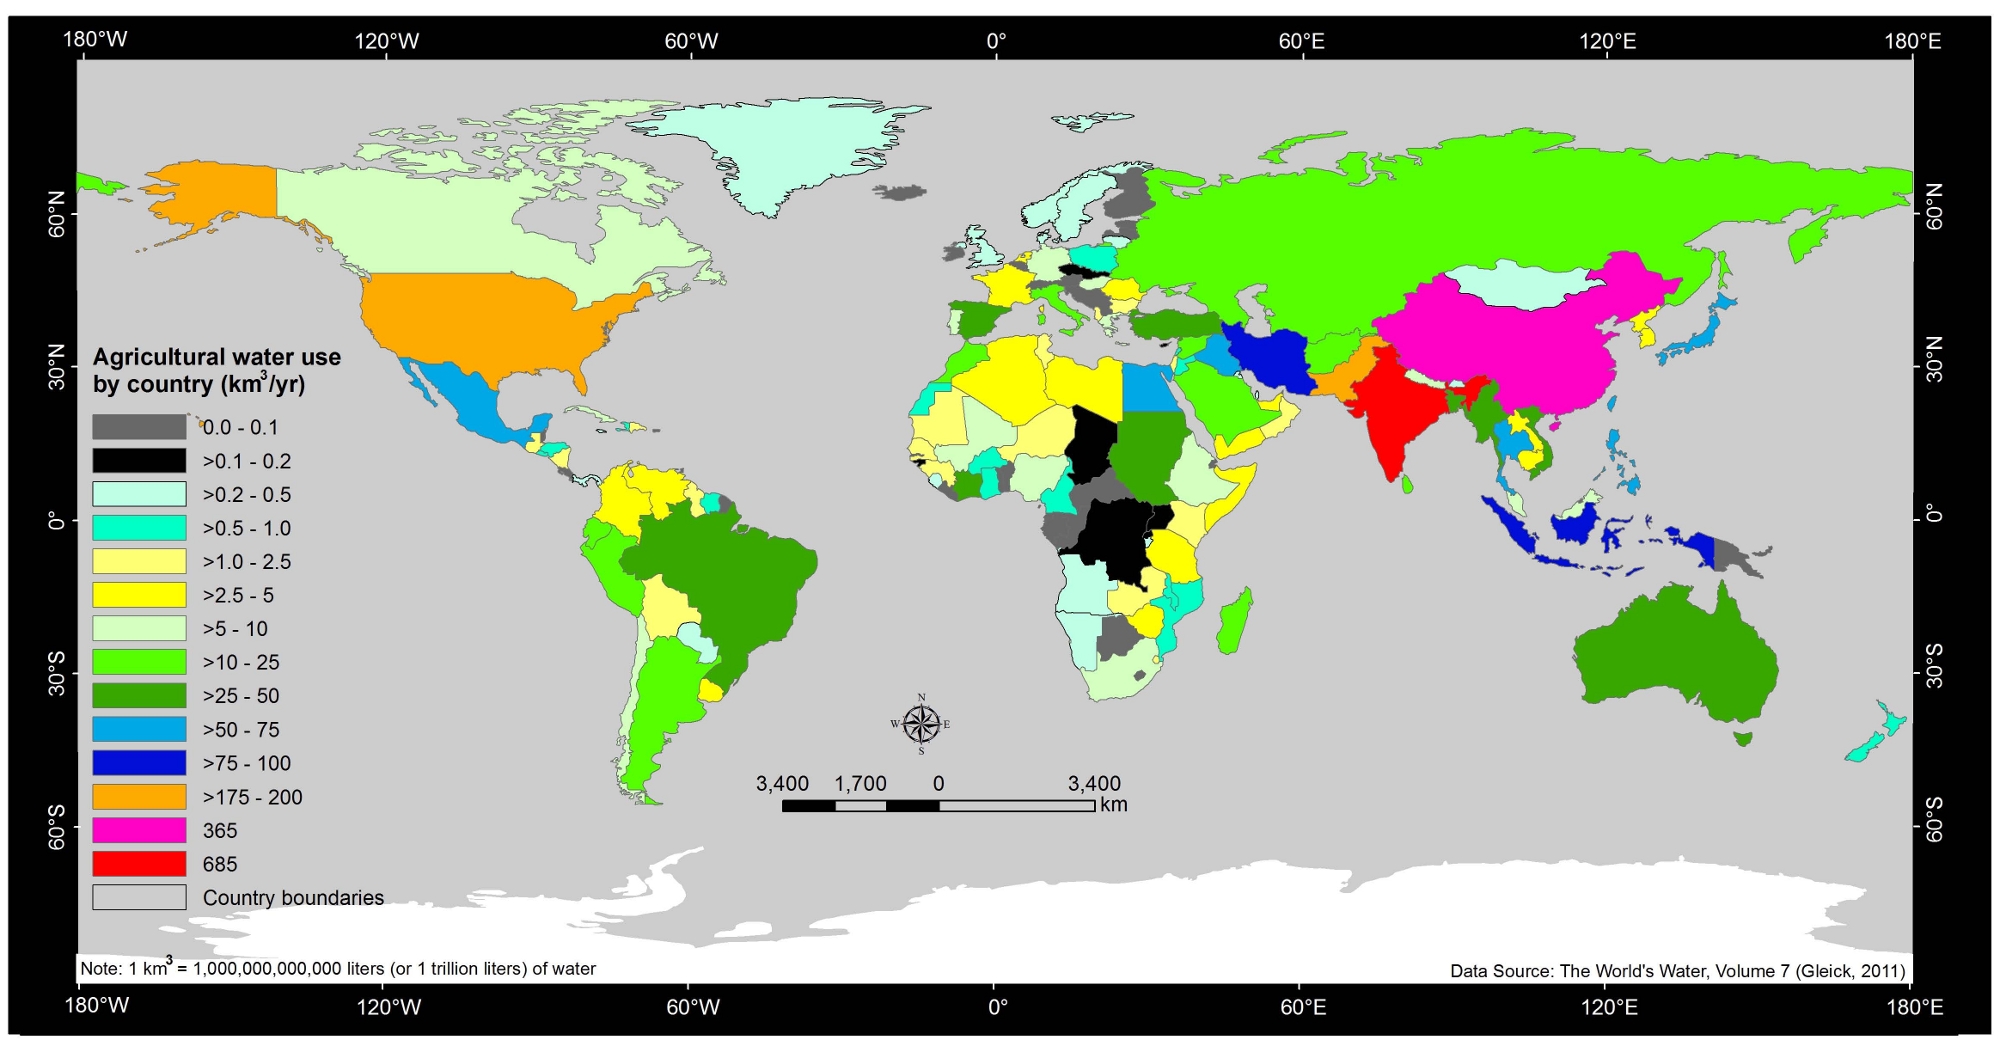 180°W 120°W 60°W 0° 60°E 120°E 180°E
60°N 60°N
30°N 30°N
0° 0°
30°S 30°S
60°S 60°S
Agricultural water use
by country (km³/yr)
0.0 - 0.1
>0.1 - 0.2
>0.2 - 0.5
>0.5 - 1.0
>1.0 - 2.5
>2.5 - 5
>5 - 10
>10 - 25
>25 - 50
>50 - 75
>75 - 100
>175 - 200
365
685
Country boundaries
N
W E
S
3,400 1,700 0 3,400
km
Note: 1 km³ = 1,000,000,000,000 liters (or 1 trillion liters) of water
Data Source: The World's Water, Volume 7 (Gleick, 2011)
180°W 120°W 60°W 0° 60°E 120°E 180°E